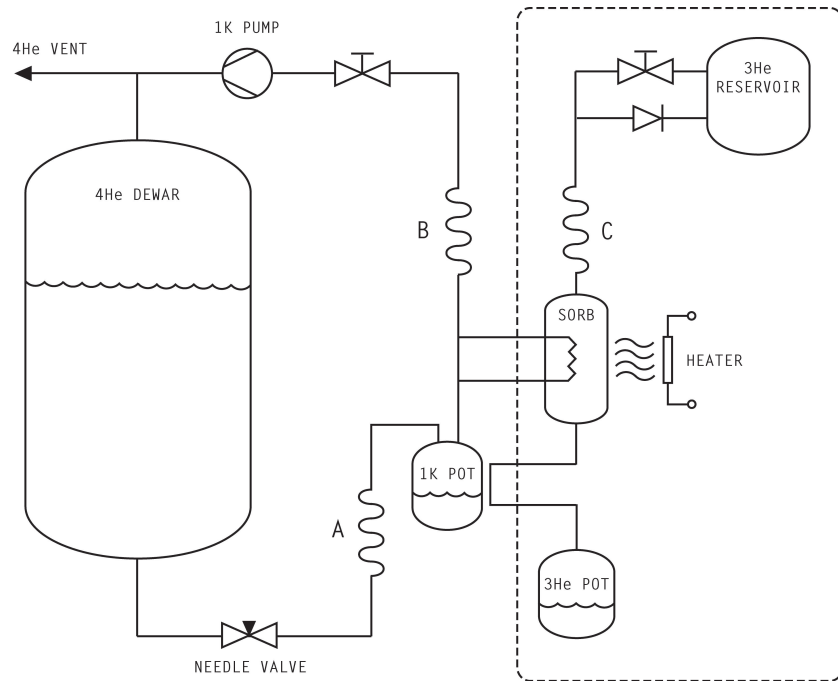 1K PUMP
4He VENT
3He
RESERVOIR
4He DEWAR
B
C
SORB
HEATER
1K POT
A
3He POT
NEEDLE VALVE